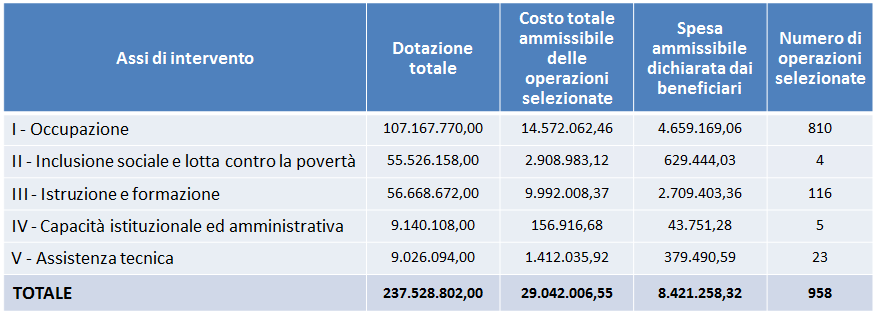 Assi di intervento
Dotazione
totale
Costo totale
ammissibile
delle
operazioni
selezionate
Spesa
ammissibile
dichiarata dai
beneficiari
Numero di
operazioni
selezionate
I - Occupazione 107.167.770,00 14.572.062,46 4.659.169,06 810
II - Inclusione sociale e lotta contro la povertà 55.526.158,00 2.908.983,12 629.444,03 4
III - Istruzione e formazione 56.668.672,00 9.992.008,37 2.709.403,36 116
IV - Capacità istituzionale ed amministrativa 9.140.108,00 156.916,68 43.751,28 5
V - Assistenza tecnica 9.026.094,00 1.412.035,92 379.490,59 23
TOTALE 237.528.802,00 29.042.006,55 8.421.258,32 958